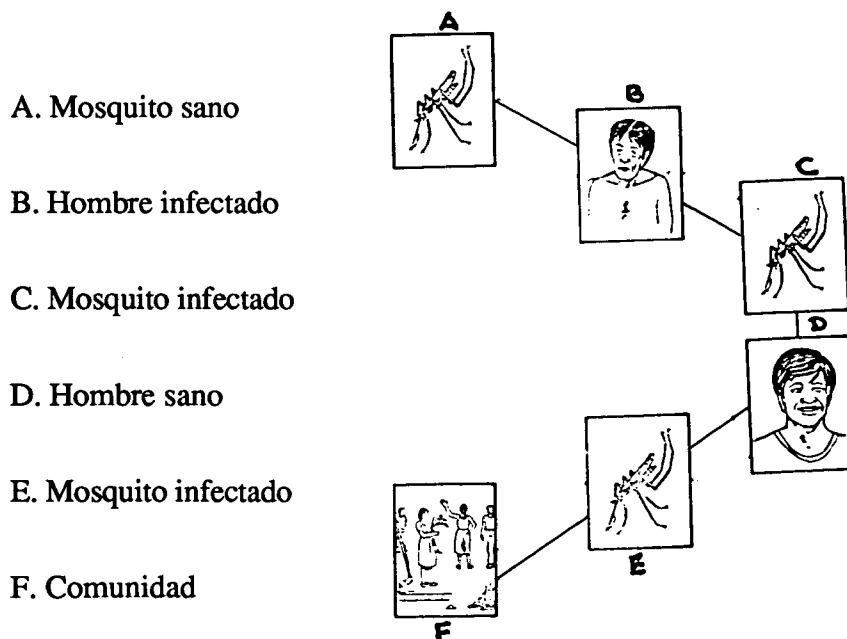 A. Mosquito sano
B. Hombre infectado
C. Mosquito infectado
D. Hombre sano
E. Mosquito infectado
F. Comunidad
A
B
C
D
E
F